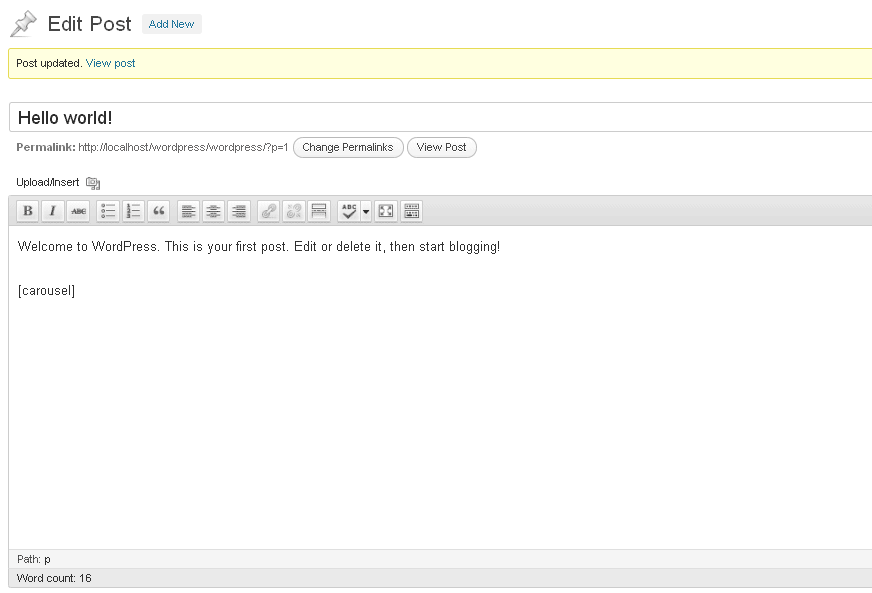 Edit Post Add New
Post updated. View post
Hello world!
Permalink: http://localhost/wordpress/wordpress/?p=1 Change Permalinks View Post
Upload/Insert
B I ABC ABC
Welcome to WordPress. This is your first post. Edit or delete it, then start blogging!
[carousel]
Path: p
Word count: 16